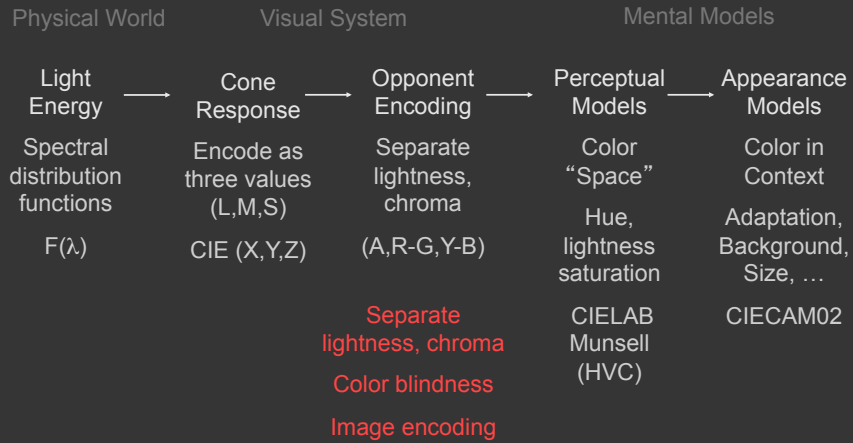 Physical World
Visual System
Mental Models
Light
Energy
Spectral
distribution
functions
F(λ)
Cone
Response
Encode as
three values
(L,M,S)
CIE (X,Y,Z)
Opponent
Encoding
Separate
lightness,
chroma
(A,R-G,Y-B)
Separate
lightness, chroma
Color blindness
Image encoding
Perceptual
Models
Color
“Space”
Hue,
lightness
saturation
CIELAB
Munsell
(HVC)
Appearance
Models
Color in
Context
Adaptation,
Background,
Size, …
CIECAM02